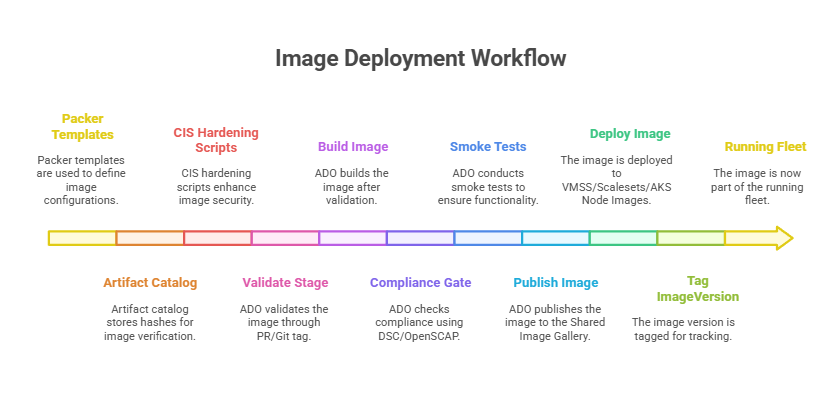 Image Deployment Workflow
Packer
Templates
Packer templates
are used to define
image
configurations.
Artifact Catalog
Artifact catalog
stores hashes for
image verification.
CIS Hardening
Scripts
CIS hardening
scripts enhance
image security.
Validate Stage
ADO validates the
image through
PR/Git tag.
Build Image
ADO builds the
image after
validation.
Compliance Gate
ADO checks
compliance using
DSC/OpenSCAP.
Smoke Tests
ADO conducts
smoke tests to
ensure functionality.
Publish Image
ADO publishes the
image to the Shared
Image Gallery.
Deploy Image
The image is deployed
to
VMSS/Scalesets/AKS
Node Images.
Tag
ImageVersion
The image version is
tagged for tracking.
Running Fleet
The image is now
part of the running
fleet.